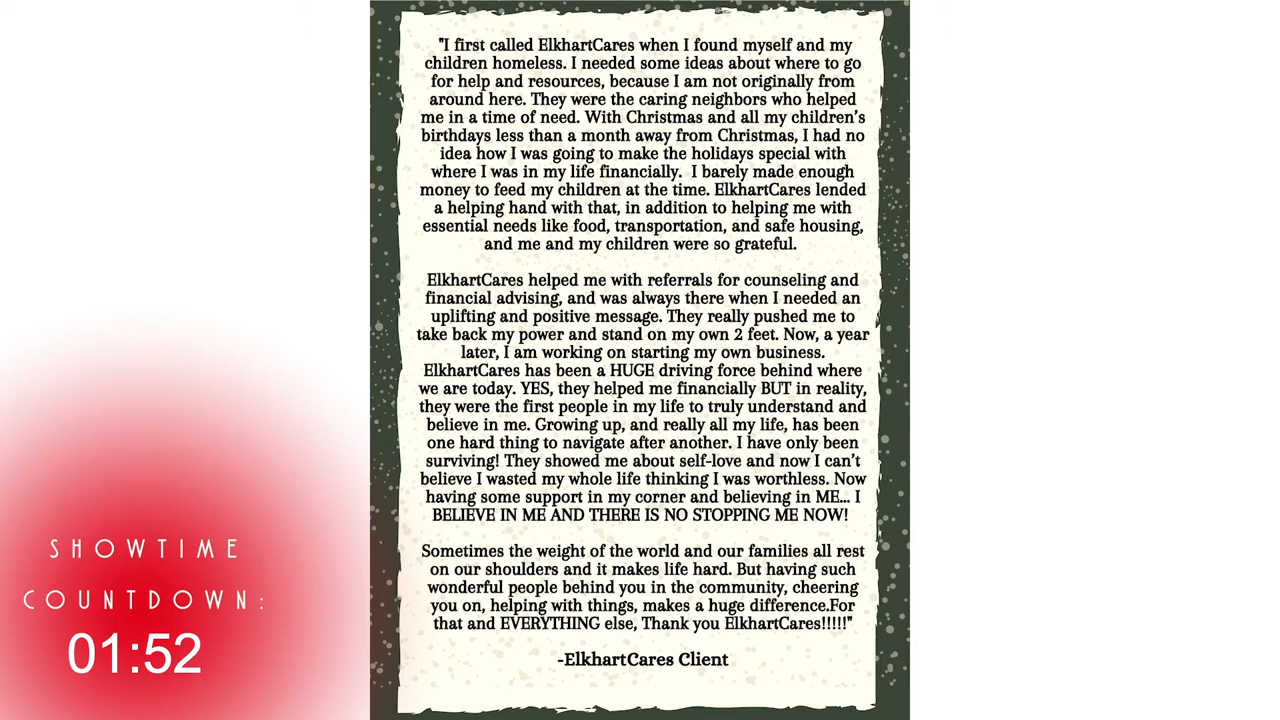 "I first called ElkhartCares when I found myself and my
children homeless. I needed some ideas about where to go
for help and resources, because I am not originally from
around here. They were the caring neighbors who helped
me in a time of need. With Christmas and all my children's
birthdays less than a month away from Christmas, I had no
idea how I was going to make the holidays special with
where I was in my life financially. I barely made enough
money to feed my children at the time. ElkhartCares lended
a helping hand with that, in addition to helping me with
essential needs like food, transportation, and safe housing,
and me and my children were so grateful.
ElkhartCares helped me with referrals for counseling and
financial advising, and was always there when I needed an
uplifting and positive message. They really pushed me to
take back my power and stand on my own 2 feet. Now, a year
later, I am working on starting my own business.
ElkhartCares has been a HUGE driving force behind where
we are today. YES, they helped me financially BUT in reality,
they were the first people in my life to truly understand and
believe in me. Growing up, and really all my life, has been
one hard thing to navigate after another. I have only been
surviving! They showed me about self-love and now I can't
believe I wasted my whole life thinking I was worthless. Now
having some support in my corner and believing in ME... I
BELIEVE IN ME AND THERE IS NO STOPPING ME NOW!
Sometimes the weight of the world and our families all rest
on our shoulders and it makes life hard. But having such
wonderful people behind you in the community, cheering
you on, helping with things, makes a huge difference.For
that and EVERYTHING else, Thank you ElkhartCares!!!!!"
-ElkhartCares Client
SHOWTIME
COUNTDOWN:
01:52